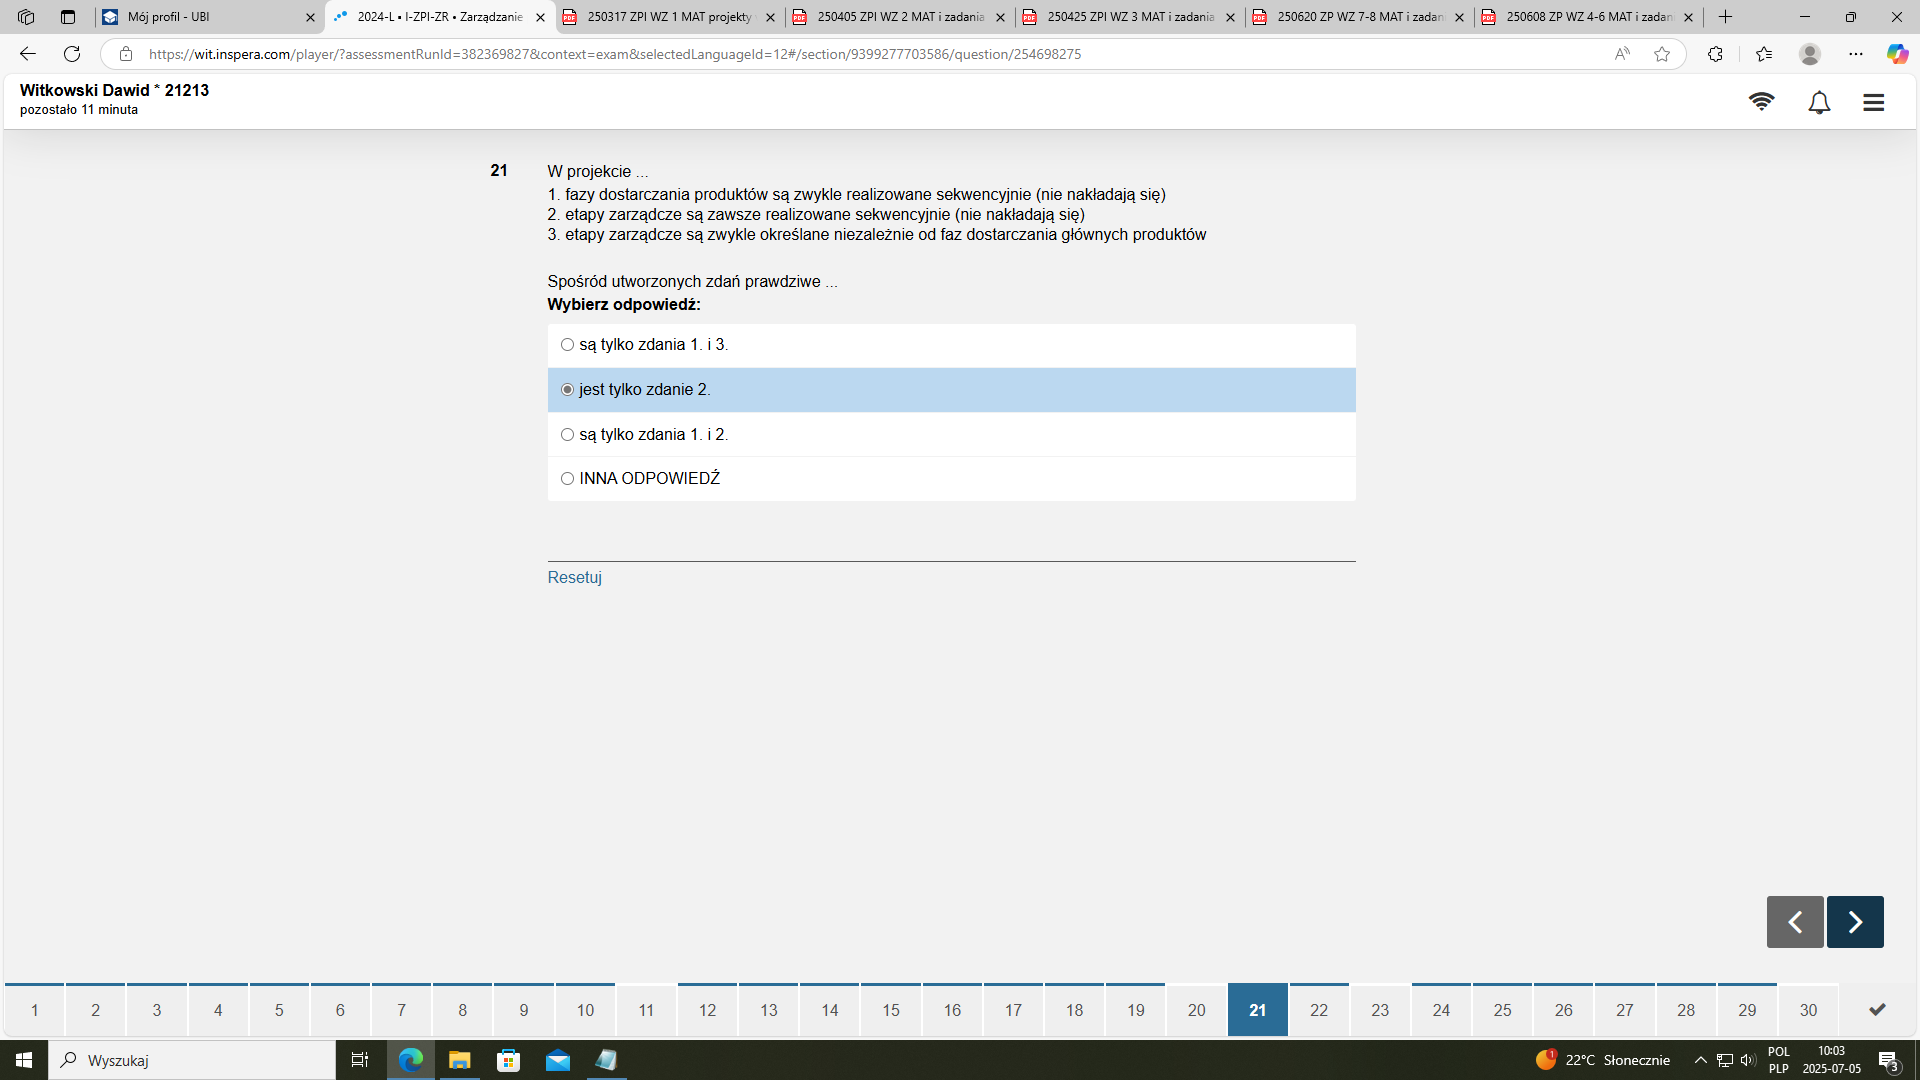 Mój profil - UBI
2024-L • I-ZPI-ZR • Zarządzanie
250317 ZPI WZ 1 MAT projekty
250405 ZPI WZ 2 MAT i zadania
250425 ZPI WZ 3 MAT i zadania
250620 ZP WZ 7-8 MAT i zadan
250608 ZP WZ 4-6 MAT i zadan
https://wit.inspera.com/player/?assessmentRunId=382369827&context=exam&selectedLanguageId=12#/section/9399277703586/question/254698275
Witkowski Dawid * 21213
pozostało 11 minuta
21
W projekcie ...
1. fazy dostarczania produktów są zwykle realizowane sekwencyjnie (nie nakładają się)
2. etapy zarządcze są zawsze realizowane sekwencyjnie (nie nakładają się)
3. etapy zarządcze są zwykle określane niezależnie od faz dostarczania głównych produktów
Spośród utworzonych zdań prawdziwe ...
Wybierz odpowiedź:
są tylko zdania 1. i 3.
jest tylko zdanie 2.
są tylko zdania 1. i 2.
INNA ODPOWIEDŹ
Resetuj
1 2 3 4 5 6 7 8 9 10 11 12 13 14 15 16 17 18 19 20 21 22 23 24 25 26 27 28 29 30
Wyszukaj
1
22°C Słonecznie
POL
PLP
10:03
2025-07-05
3